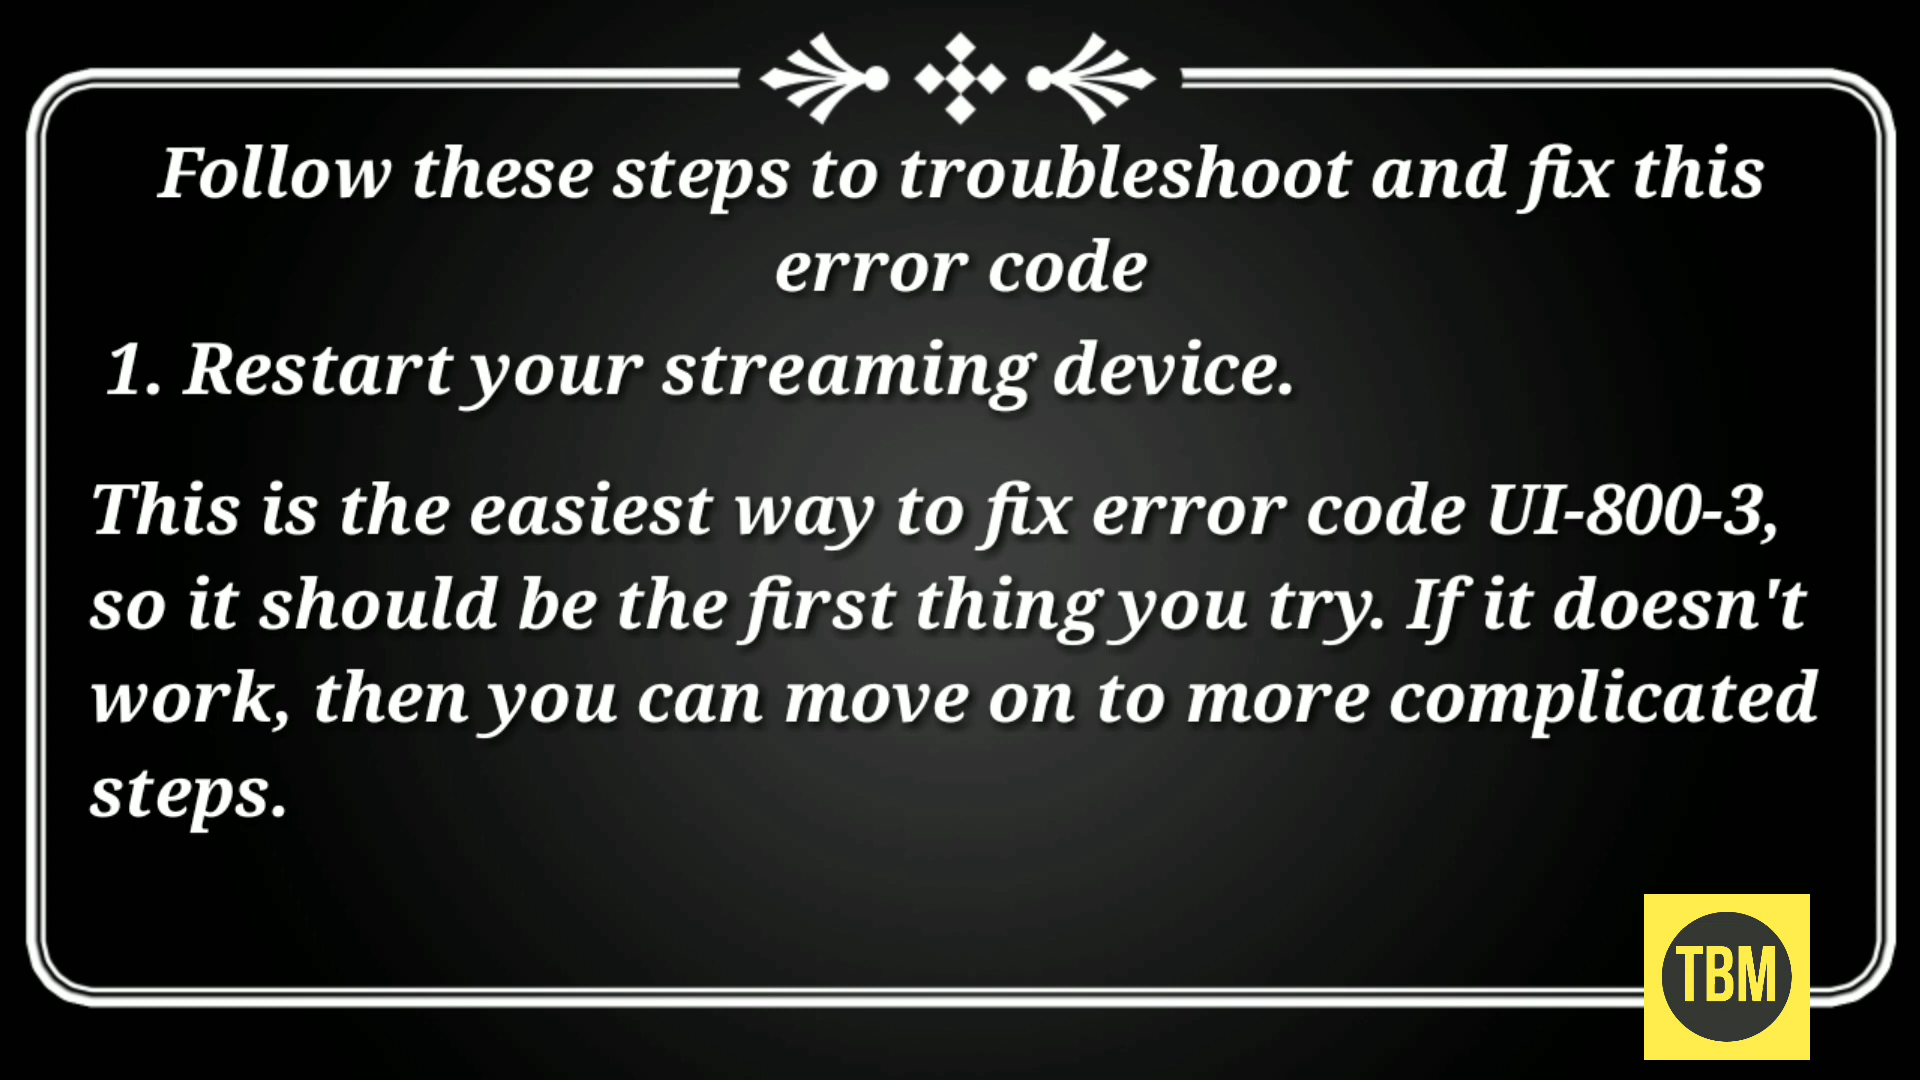 Follow these steps to troubleshoot and fix this
error code
1. Restart your streaming device.
This is the easiest way to fix error code UI-800-3,
so it should be the first thing you try. If it doesn't
work, then you can move on to more complicated
steps.
TBM